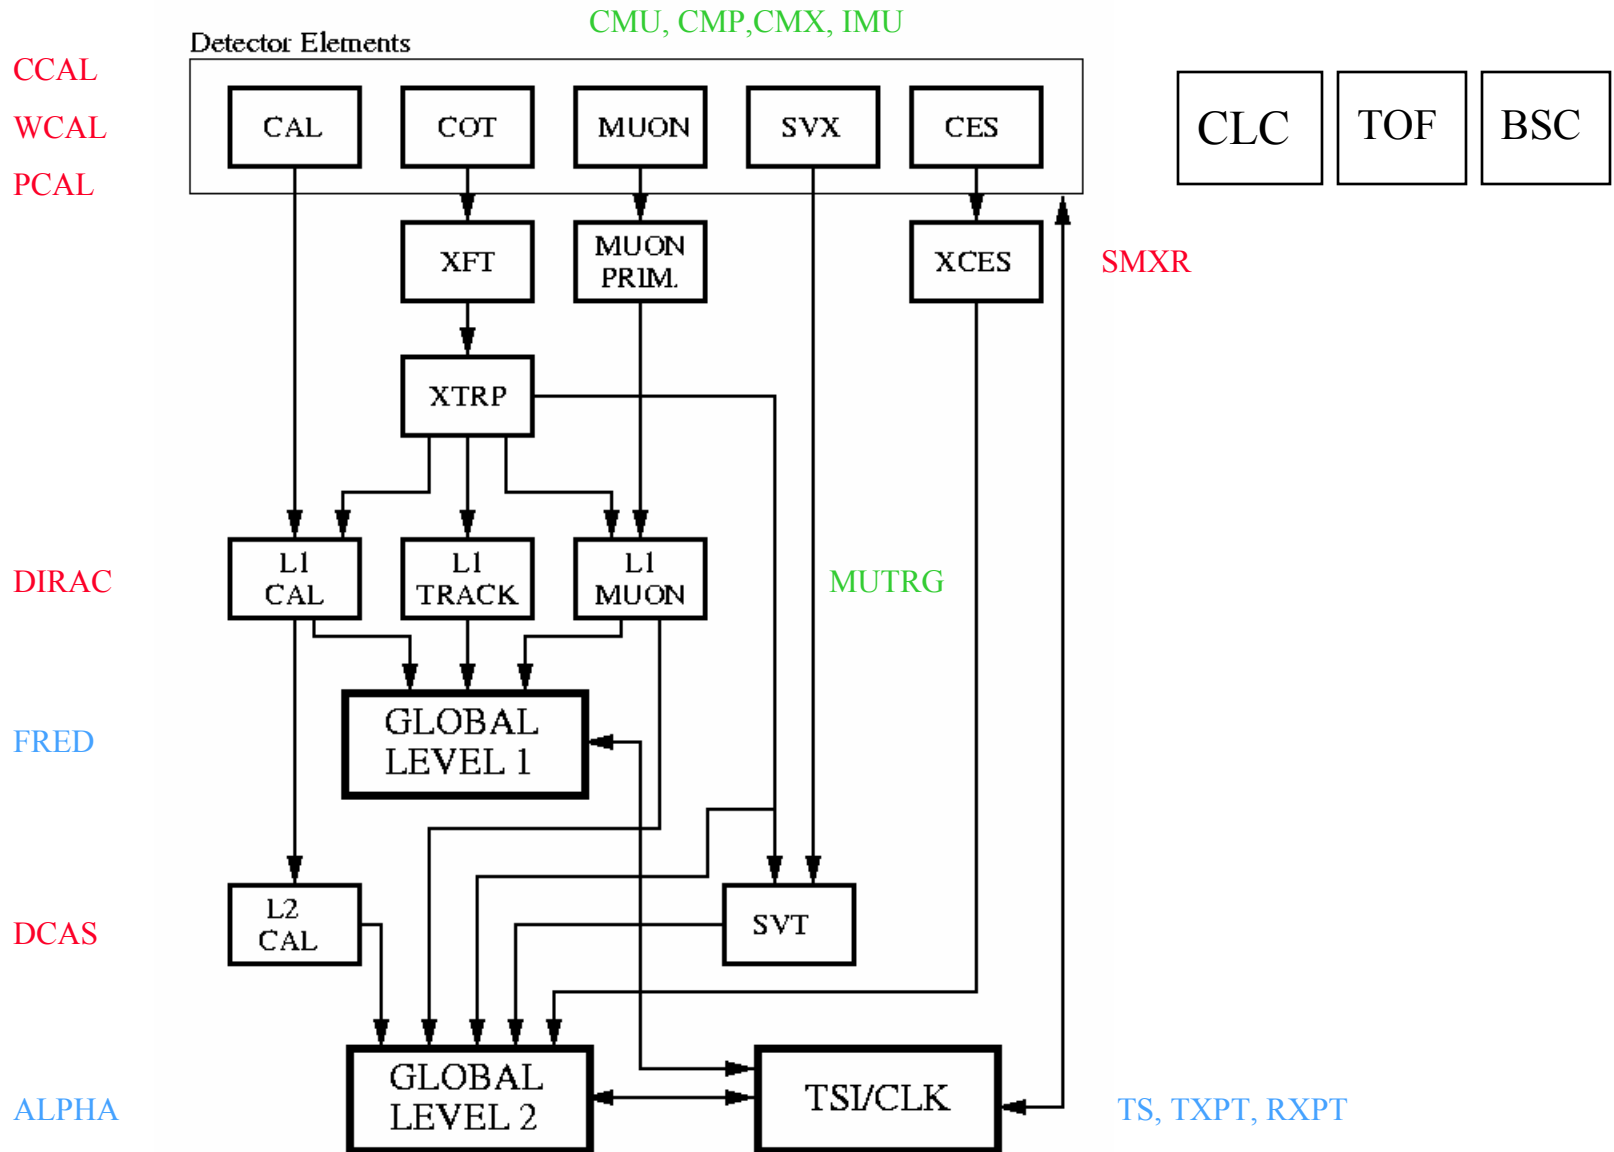 CMU, CMP,CMX, IMU
Detector Elements
CCAL
WCAL
PCAL
CAL
COT
MUON
SVX
CES
CLC
TOF
BSC
XFT
MUON
PRIM.
XCES
SMXR
XTRP
DIRAC
L1
CAL
L1
TRACK
L1
MUON
MUTRG
FRED
GLOBAL
LEVEL 1
DCAS
L2
CAL
SVT
ALPHA
GLOBAL
LEVEL 2
TSI/CLK
TS, TXPT, RXPT